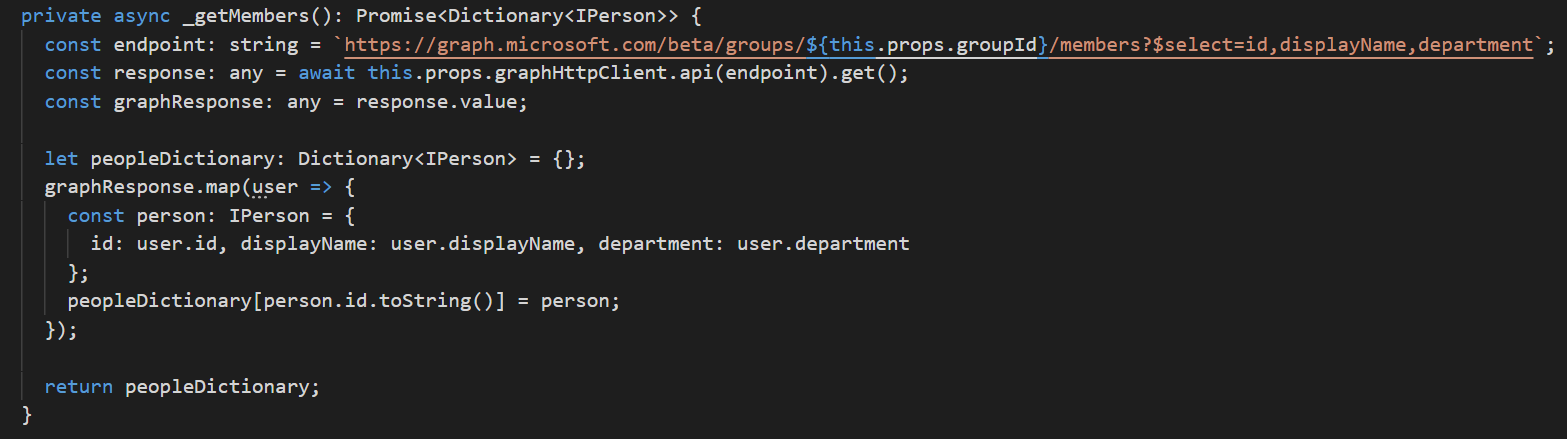 private async _getMembers(): Promise<Dictionary<IPerson>> {
const endpoint: string = `https://graph.microsoft.com/beta/groups/${this.props.groupId}/members?$select=id,displayName,department`;
const response: any = await this.props.graphHttpClient.api(endpoint).get();
const graphResponse: any = response.value;
let peopleDictionary: Dictionary<IPerson> = {};
graphResponse.map(user => {
const person: IPerson = {
id: user.id, displayName: user.displayName, department: user.department
};
peopleDictionary[person.id.toString()] = person;
});
return peopleDictionary;
}